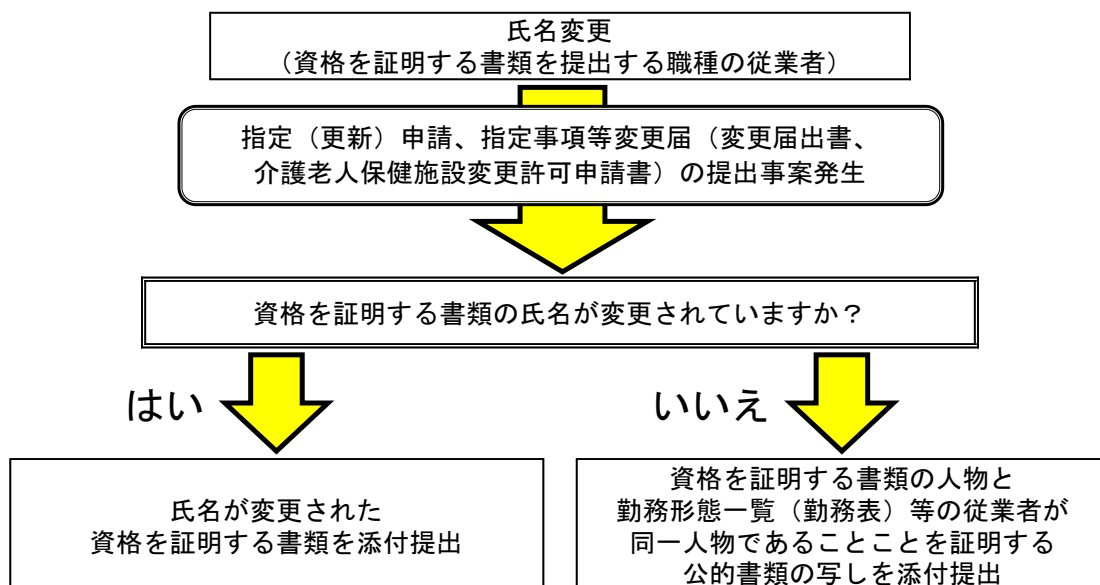 氏名変更
（資格を証明する書類を提出する職種の従業者）
指定（更新）申請、指定事項等変更届（変更届出書、
介護老人保健施設変更許可申請書）の提出事案発生
資格を証明する書類の氏名が変更されていますか？
はい
いいえ
氏名が変更された
資格を証明する書類を添付提出
資格を証明する書類の人物と
勤務形態一覧（勤務表）等の従業者が
同一人物であることことを証明する
公的書類の写しを添付提出